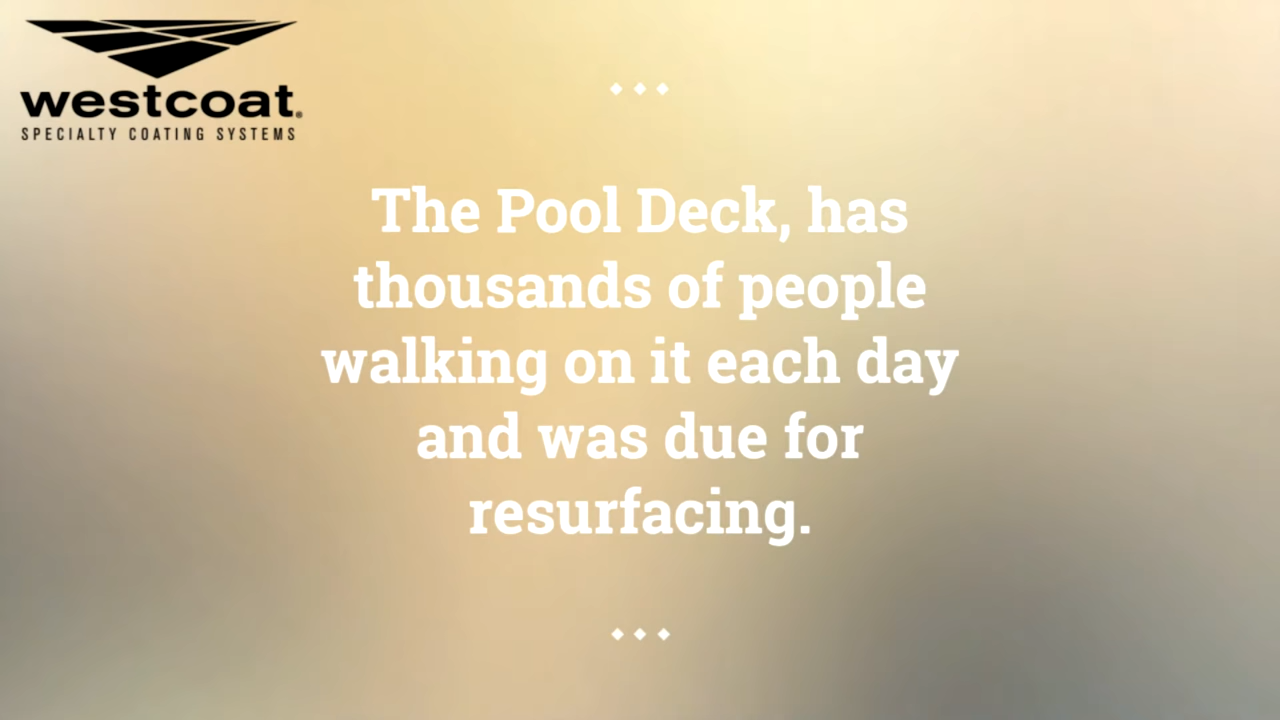 westcoat®
SPECIALTY COATING SYSTEMS
The Pool Deck, has
thousands of people
walking on it each day
and was due for
resurfacing.